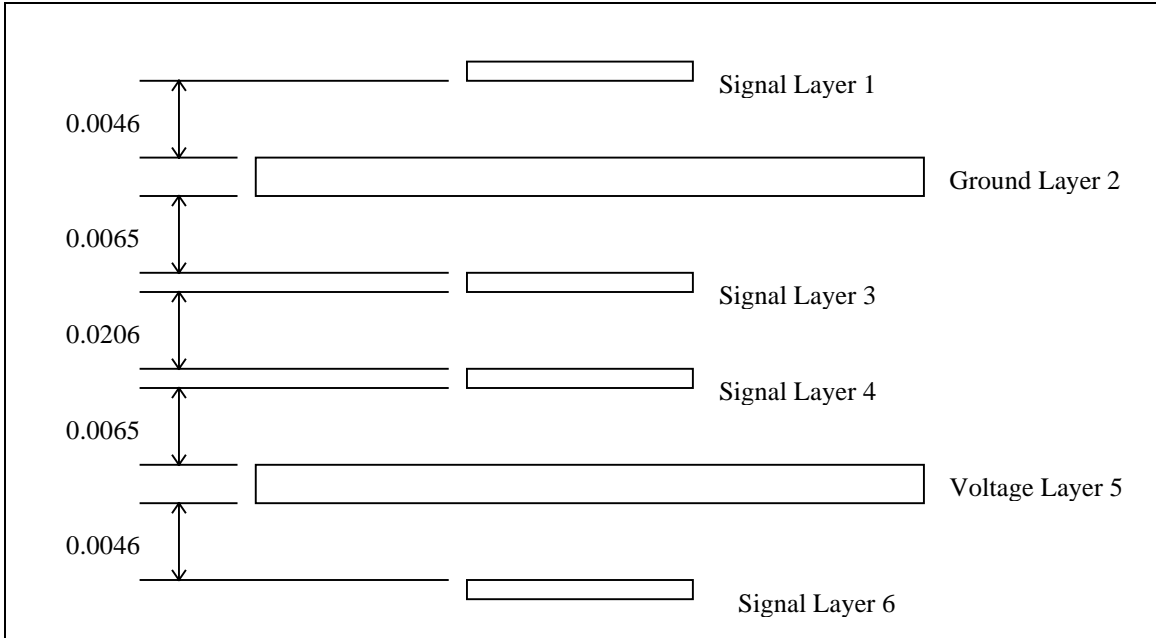 Signal Layer 1
0.0046
Ground Layer 2
0.0065
Signal Layer 3
0.0206
Signal Layer 4
0.0065
Voltage Layer 5
0.0046
Signal Layer 6